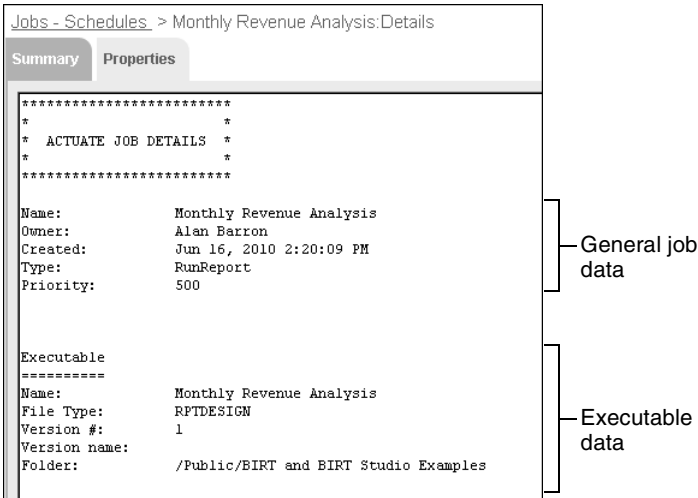 Jobs - Schedules > Monthly Revenue Analysis:Details
Summary Properties
*************************
* *
* ACTUATE JOB DETAILS *
* *
*************************
Name: Monthly Revenue Analysis
Owner: Alan Barron
Created: Jun 16, 2010 2:20:09 PM
Type: RunReport
Priority: 500
General job
data
Executable
==========
Name: Monthly Revenue Analysis
File Type: RPTDESIGN
Version #: 1
Version name:
Folder: /Public/BIRT and BIRT Studio Examples
Executable
data